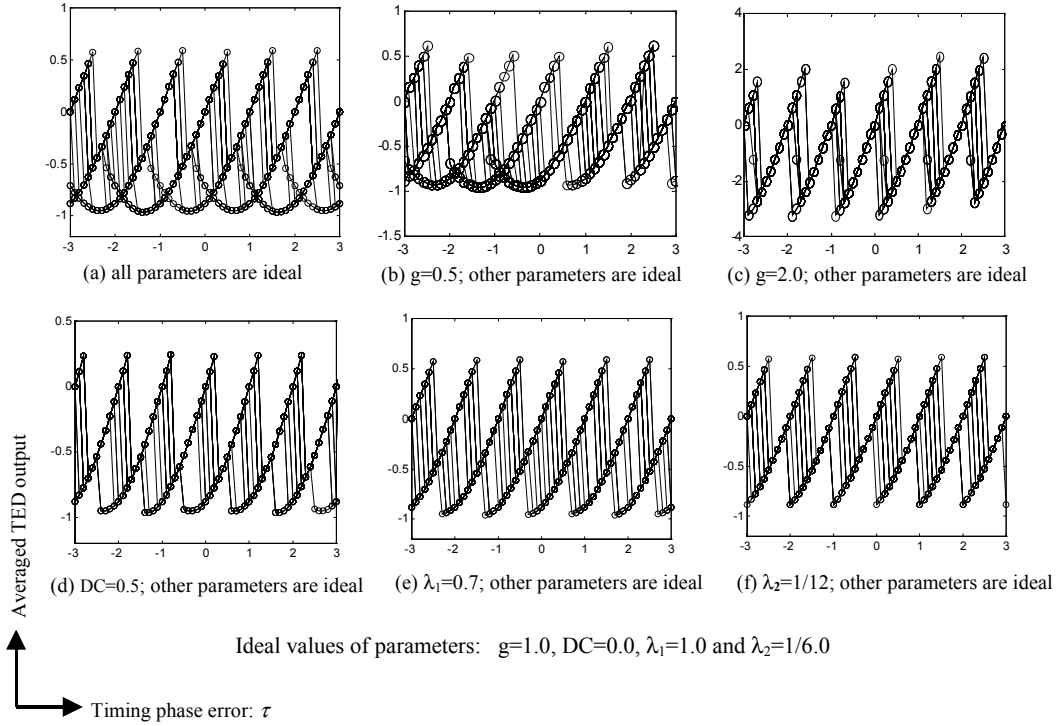 1
0.5
0
-0.5
-1
-3 -2 -1 0 1 2 3
(a) all parameters are ideal
1
0.5
0
-0.5
-1
-1.5
-3 -2 -1 0 1 2 3
(b) g=0.5; other parameters are ideal
4
2
0
-2
-4
-3 -2 -1 0 1 2 3
(c) g=2.0; other parameters are ideal
0.5
0
-0.5
-1
-3 -2 -1 0 1 2 3
(d) DC=0.5; other parameters are ideal
1
0.5
0
-0.5
-1
-3 -2 -1 0 1 2 3
(e) λ₁=0.7; other parameters are ideal
1
0.5
0
-0.5
-1
-3 -2 -1 0 1 2 3
(f) λ₂=1/12; other parameters are ideal
Averaged TED output
Ideal values of parameters: g=1.0, DC=0.0, λ₁=1.0 and λ₂=1/6.0
Timing phase error: τ